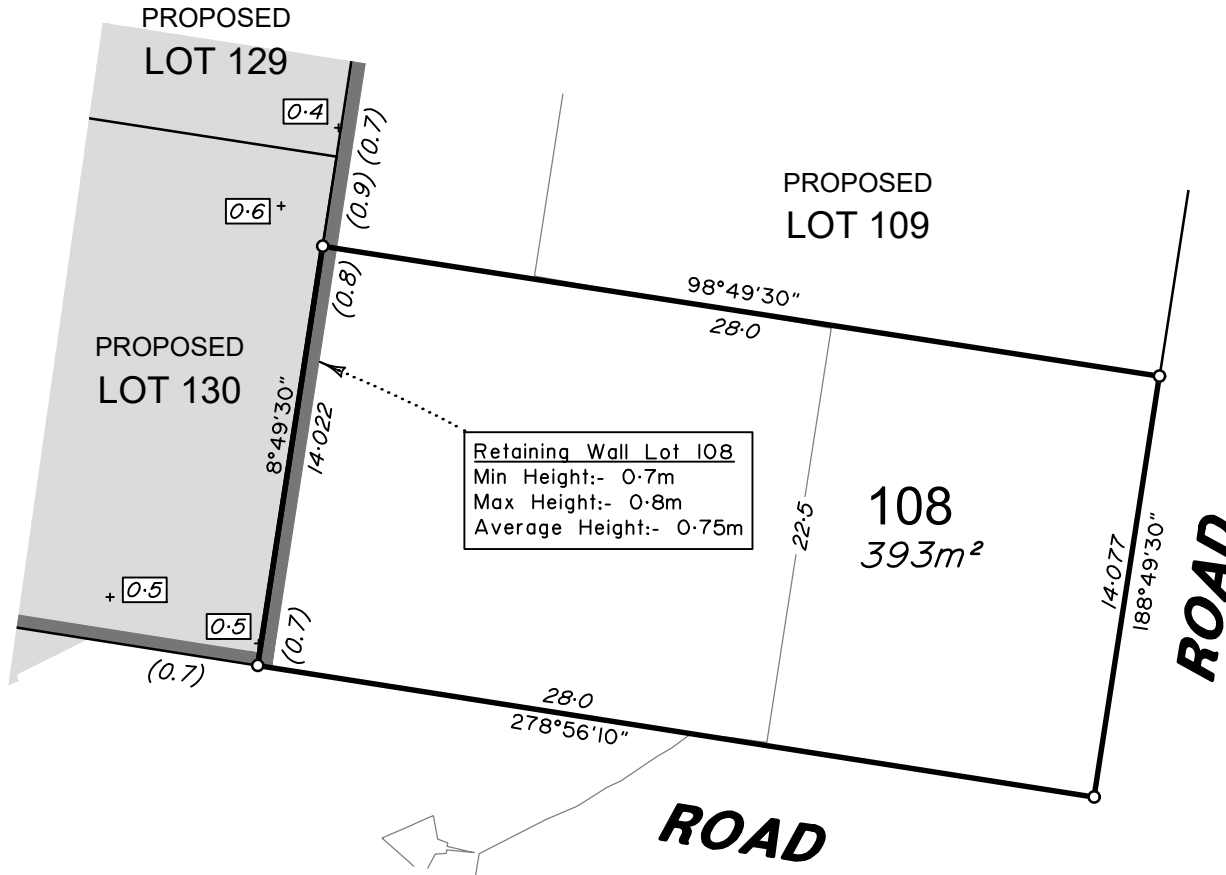 PROPOSED
LOT 129
0·4
(0.7)
(0.9)
0·6
PROPOSED
LOT 109
98°49'30"
28·0
(0.8)
PROPOSED
LOT 130
8°49'30"
14·022
Retaining Wall Lot 108
Min Height:- 0·7m
Max Height:- 0·8m
Average Height:- 0·75m
22·5
108
393m²
14·077
188°49'30"
ROAD
0·5
0·5
(0.7)
(0.7)
28·0
278°56'10"
ROAD